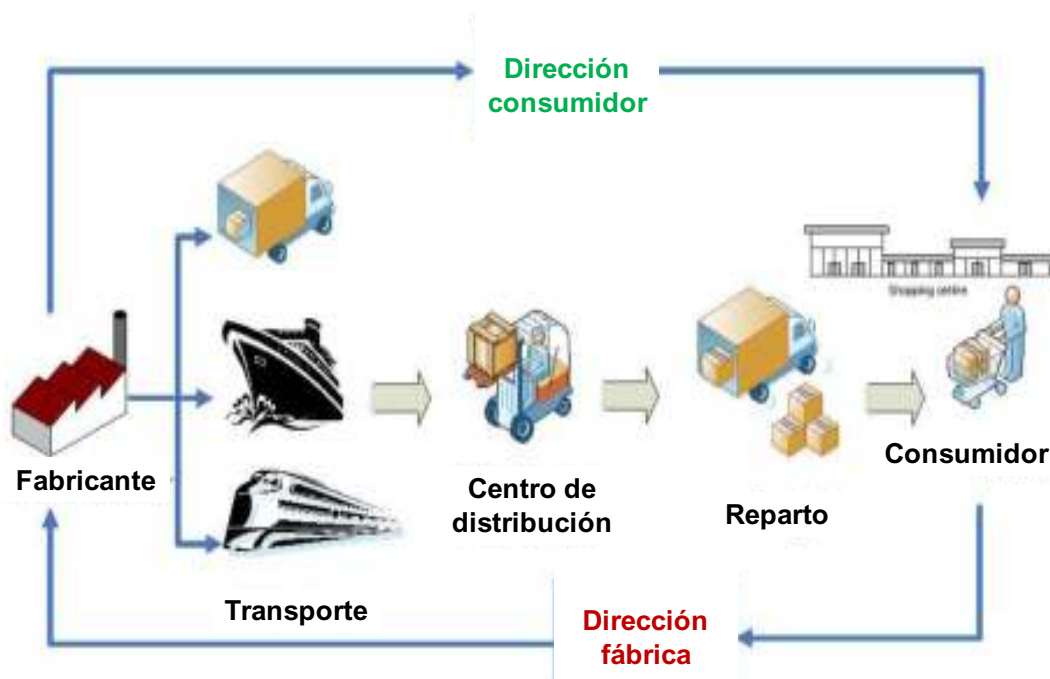 Dirección
consumidor
Shopping centre
Fabricante
Centro de
distribución
Reparto
Consumidor
Transporte
Dirección
fábrica